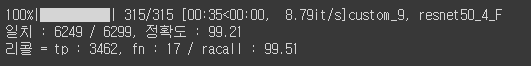 100%|██████████| 315/315 [00:35<00:00,  8.79it/s]custom_9, resnet50_4_F
일치 : 6249 / 6299, 정확도 : 99.21
리콜 = tp : 3462, fn : 17 / racall : 99.51